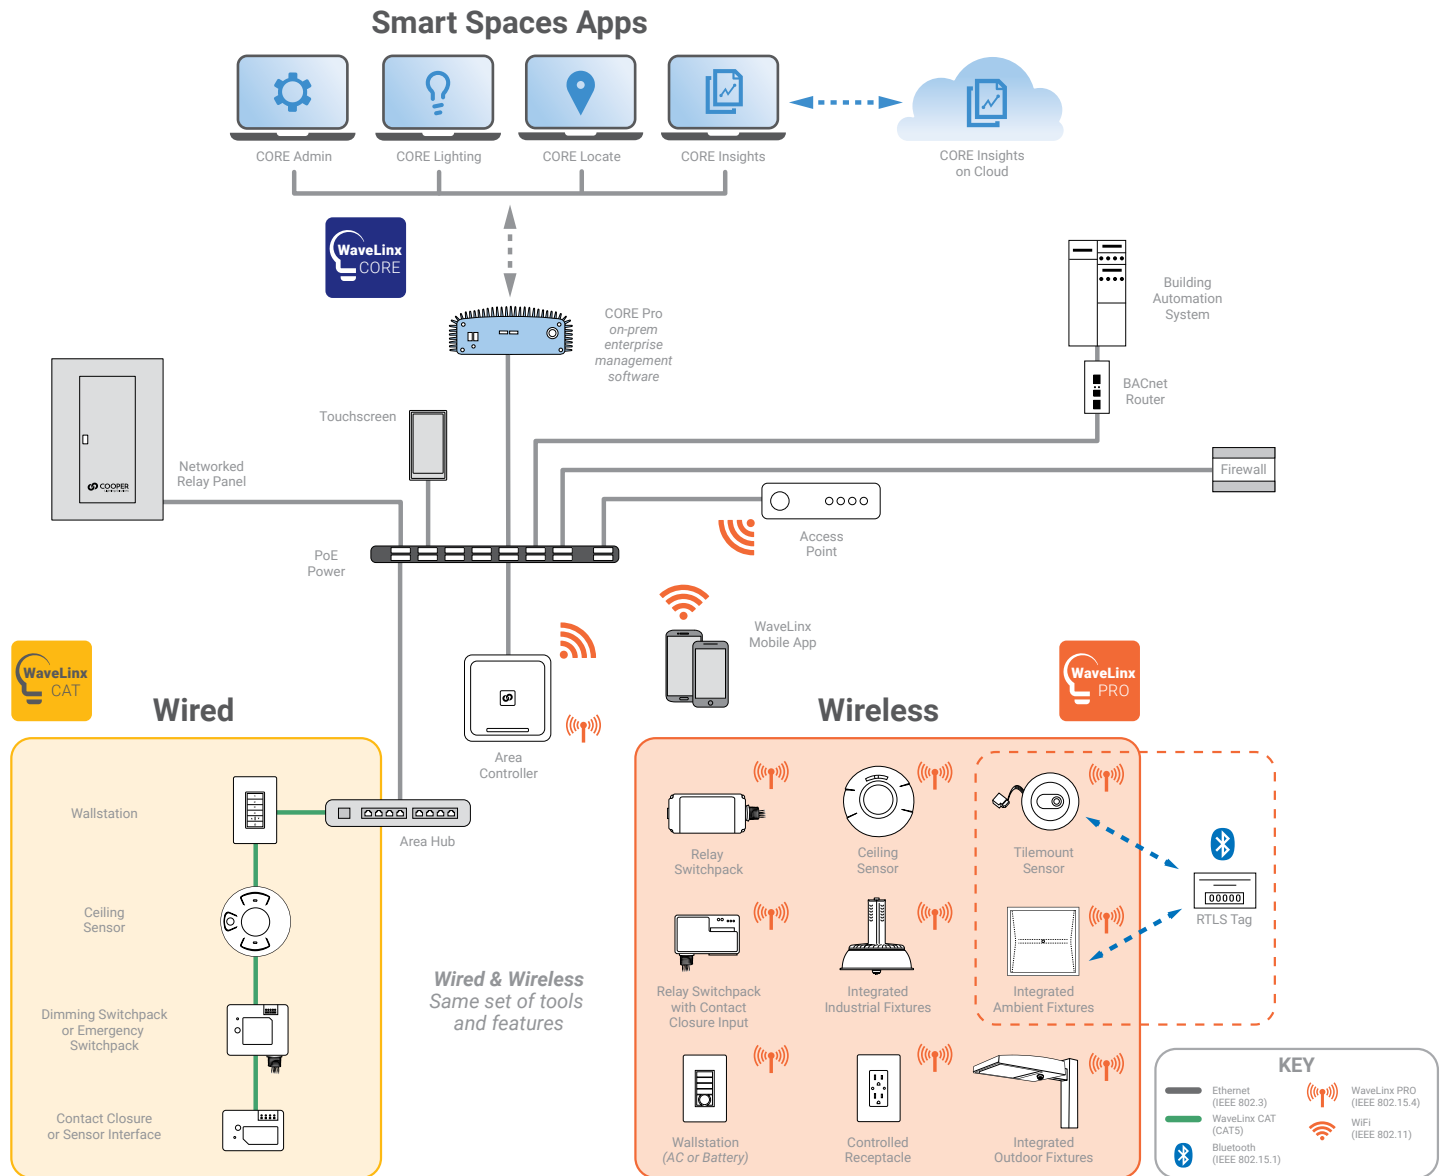 Smart Spaces Apps
CORE Admin
CORE Lighting
CORE Locate
CORE Insights
CORE Insights
on Cloud
WaveLinx
CORE
CORE Pro
on-prem
enterprise
management
software
Building
Automation
System
BACnet
Router
Touchscreen
Networked
Relay Panel
COOPER
Firewall
Access
Point
PoE
Power
WaveLinx
Mobile App
WaveLinx
CAT
Wired
Area
Controller
Wireless
WaveLinx
PRO
Wallstation
Area Hub
Ceiling
Sensor
Dimming Switchpack
or Emergency
Switchpack
Contact Closure
or Sensor Interface
Wired & Wireless
Same set of tools
and features
Relay
Switchpack
Ceiling
Sensor
Tilemount
Sensor
00000
RTLS Tag
Relay Switchpack
with Contact
Closure Input
Integrated
Industrial Fixtures
Integrated
Ambient Fixtures
Wallstation
(AC or Battery)
Controlled
Receptacle
Integrated
Outdoor Fixtures
KEY
Ethernet
(IEEE 802.3)
WaveLinx CAT
(CAT5)
Bluetooth
(IEEE 802.15.1)
WaveLinx PRO
(IEEE 802.15.4)
WiFi
(IEEE 802.11)